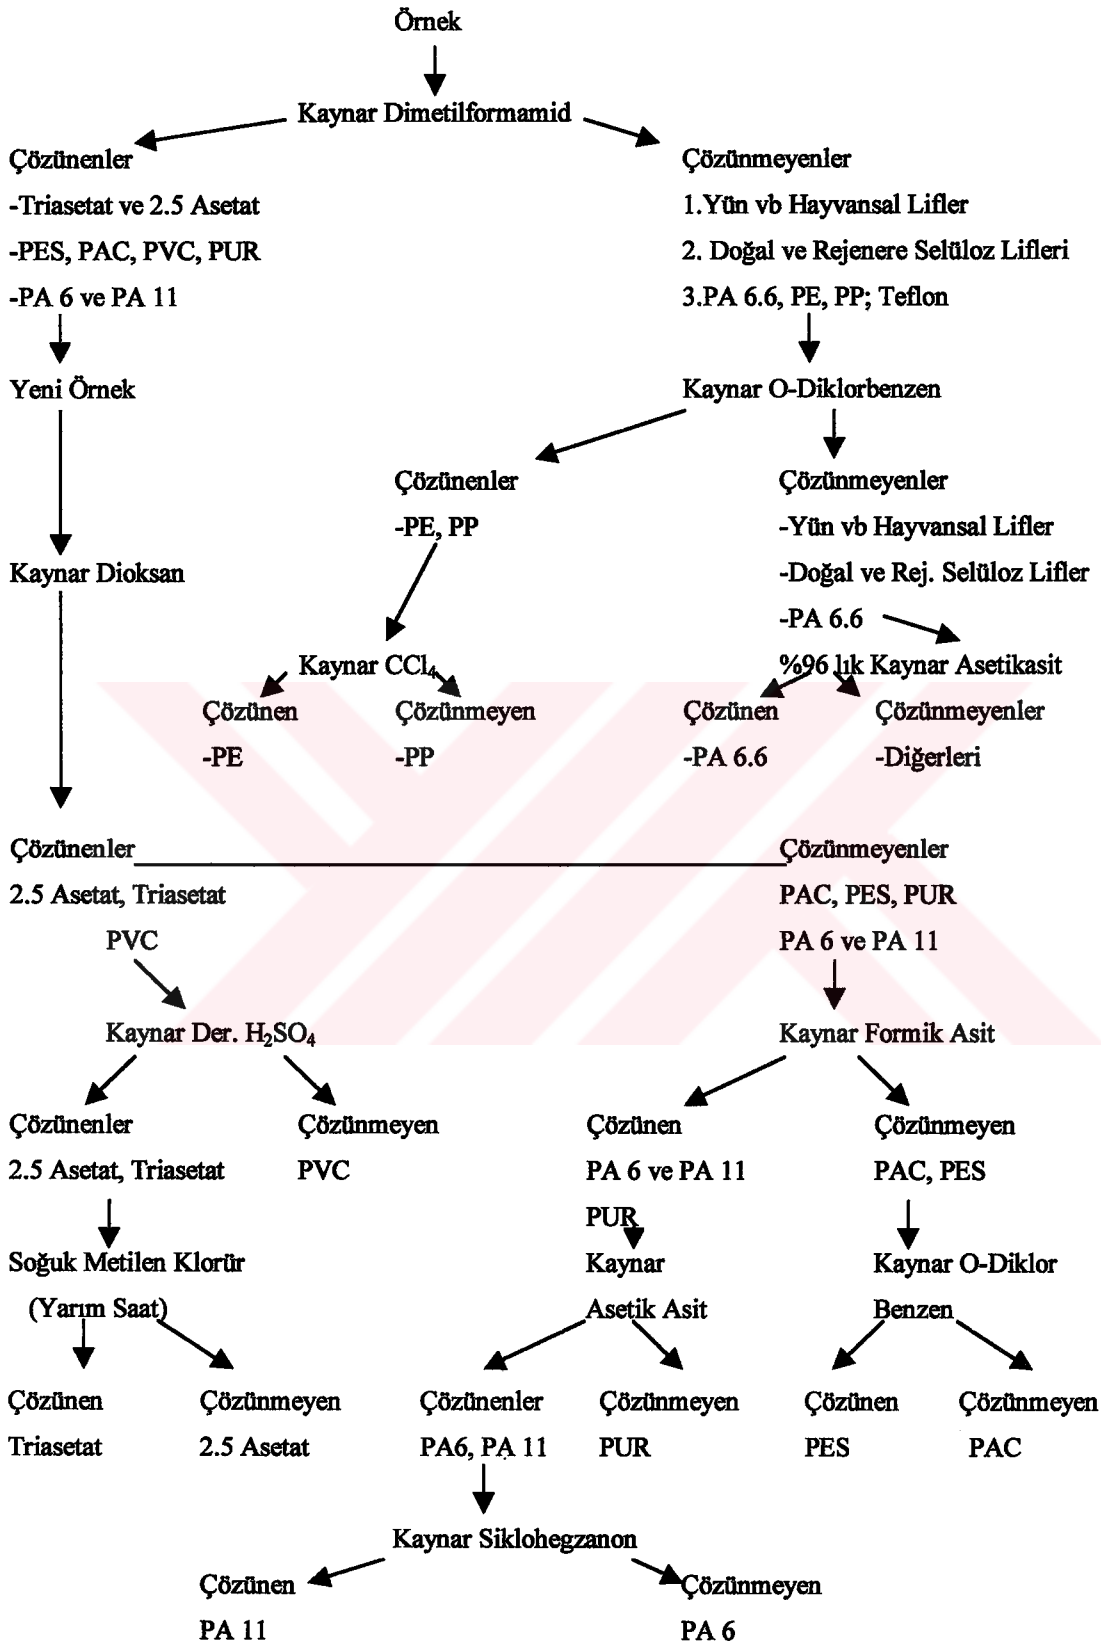 Örnek
Kaynar Dimetilformamid
Çözünenler
-Triasetat ve 2.5 Asetat
-PES, PAC, PVC, PUR
-PA 6 ve PA 11
Yeni Örnek
Kaynar Dioksan
Çözünmeyenler
1.Yün vb Hayvansal Lifler
2. Doğal ve Rejenere Selüloz Lifleri
3.PA 6.6, PE, PP; Teflon
Kaynar O-Diklorbenzen
Çözünenler
-PE, PP
Kaynar CCl₄
Çözünen
-PE
Çözünmeyen
-PP
Çözünmeyenler
-Yün vb Hayvansal Lifler
-Doğal ve Rej. Selüloz Lifler
-PA 6.6
%96 lık Kaynar Asetikasit
Çözünen
-PA 6.6
Çözünmeyenler
-Diğerleri
Çözünenler
2.5 Asetat, Triasetat
PVC
Kaynar Der. H₂SO₄
Çözünenler
2.5 Asetat, Triasetat
Çözünmeyen
PVC
Soğuk Metilen Klorür
(Yarım Saat)
Çözünen
Triasetat
Çözünmeyen
2.5 Asetat
Çözünmeyenler
PAC, PES, PUR
PA 6 ve PA 11
Kaynar Formik Asit
Çözünen
PA 6 ve PA 11
PUR
Kaynar
Asetik Asit
Çözünenler
PA6, PA 11
Çözünmeyen
PUR
Çözünmeyen
PAC, PES
Kaynar O-Diklor
Benzen
Çözünen
PES
Çözünmeyen
PAC
Kaynar Siklohegzanon
Çözünen
PA 11
Çözünmeyen
PA 6